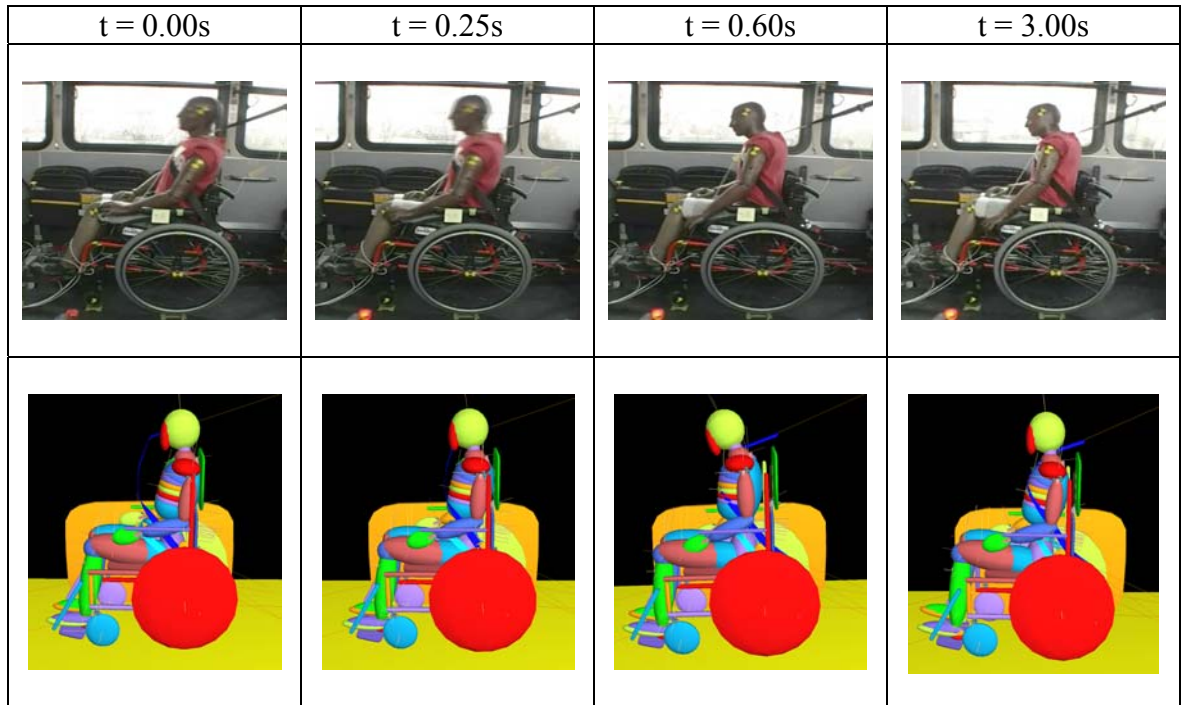 t = 0.00s t = 0.25s t = 0.60s t = 3.00s